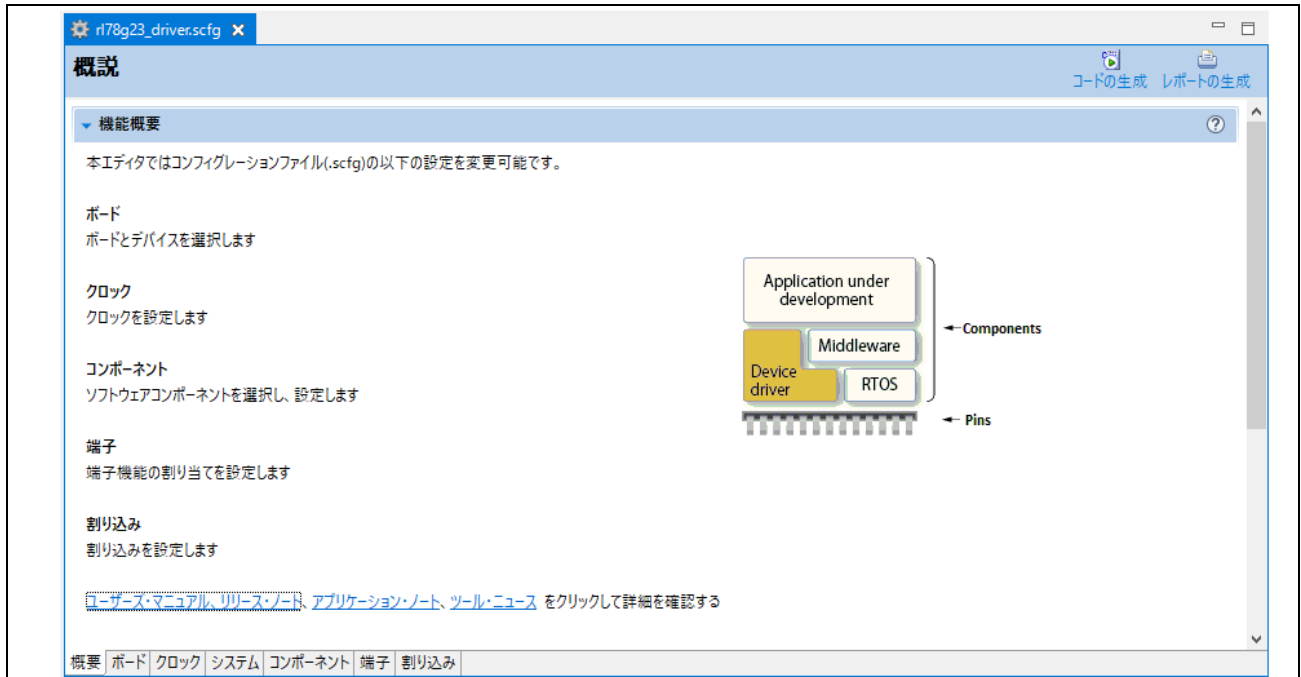 rl78g23_driver.scfg
概説
コードの生成 レポートの生成
機能概要
本エディタではコンフィグレーションファイル(.scfg)の以下の設定を変更可能です。
ボード
ボードとデバイスを選択します
クロック
クロックを設定します
コンポーネント
ソフトウェアコンポーネントを選択し、設定します
端子
端子機能の割り当てを設定します
割り込み
割り込みを設定します
Application under
development
Middleware
Device
driver
RTOS
Components
Pins
ユーザーズ・マニュアル、リリース・ノート、アプリケーション・ノート、ツール・ニュース をクリックして詳細を確認する
概要 ボード クロック システム コンポーネント 端子 割り込み